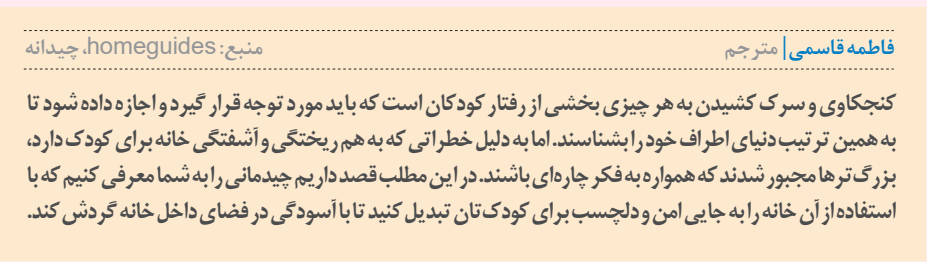 فاطمه قاسمی| مترجم
منبع: homeguides، چیدانه
کنجکاوی و سرک کشیدن به هر چیزی بخشی از رفتار کودکان است که باید مورد توجه قرار گیرد و اجازه داده شود تا
به همین ترتیب دنیای اطراف خود را بشناسند. اما به دلیل خطراتی که به هم ریختگی و آشفتگی خانه برای کودک دارد،
بزرگ‌ترها مجبور شدند که همواره به فکر چاره‌ای باشند. در این مطلب قصد داریم چیدمانی را به شما معرفی کنیم که با
استفاده از آن خانه را به جایی امن و دلچسب برای کودک‌تان تبدیل کنید تا با آسودگی در فضای داخل خانه گردش کند.